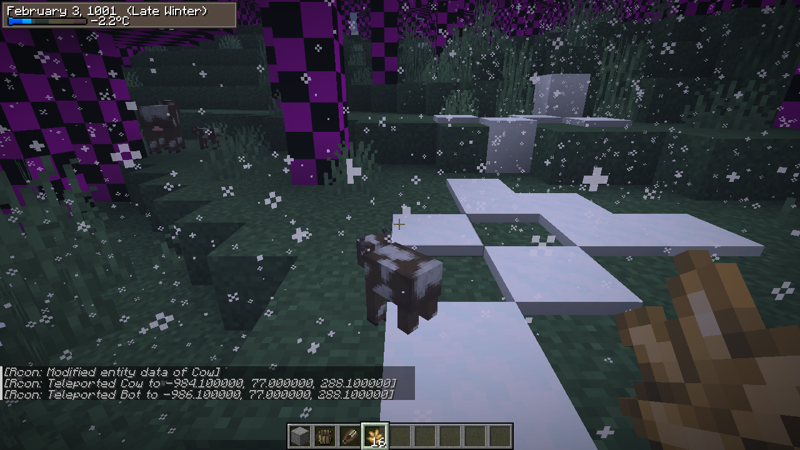 February 3, 1001 (Late Winter)
-2.2°C
[Rcon: Modified entity data of Cow]
[Rcon: Teleported Cow to -984.100000, 77.000000, 288.100000]
[Rcon: Teleported Bot to -986.100000, 77.000000, 288.100000]
16